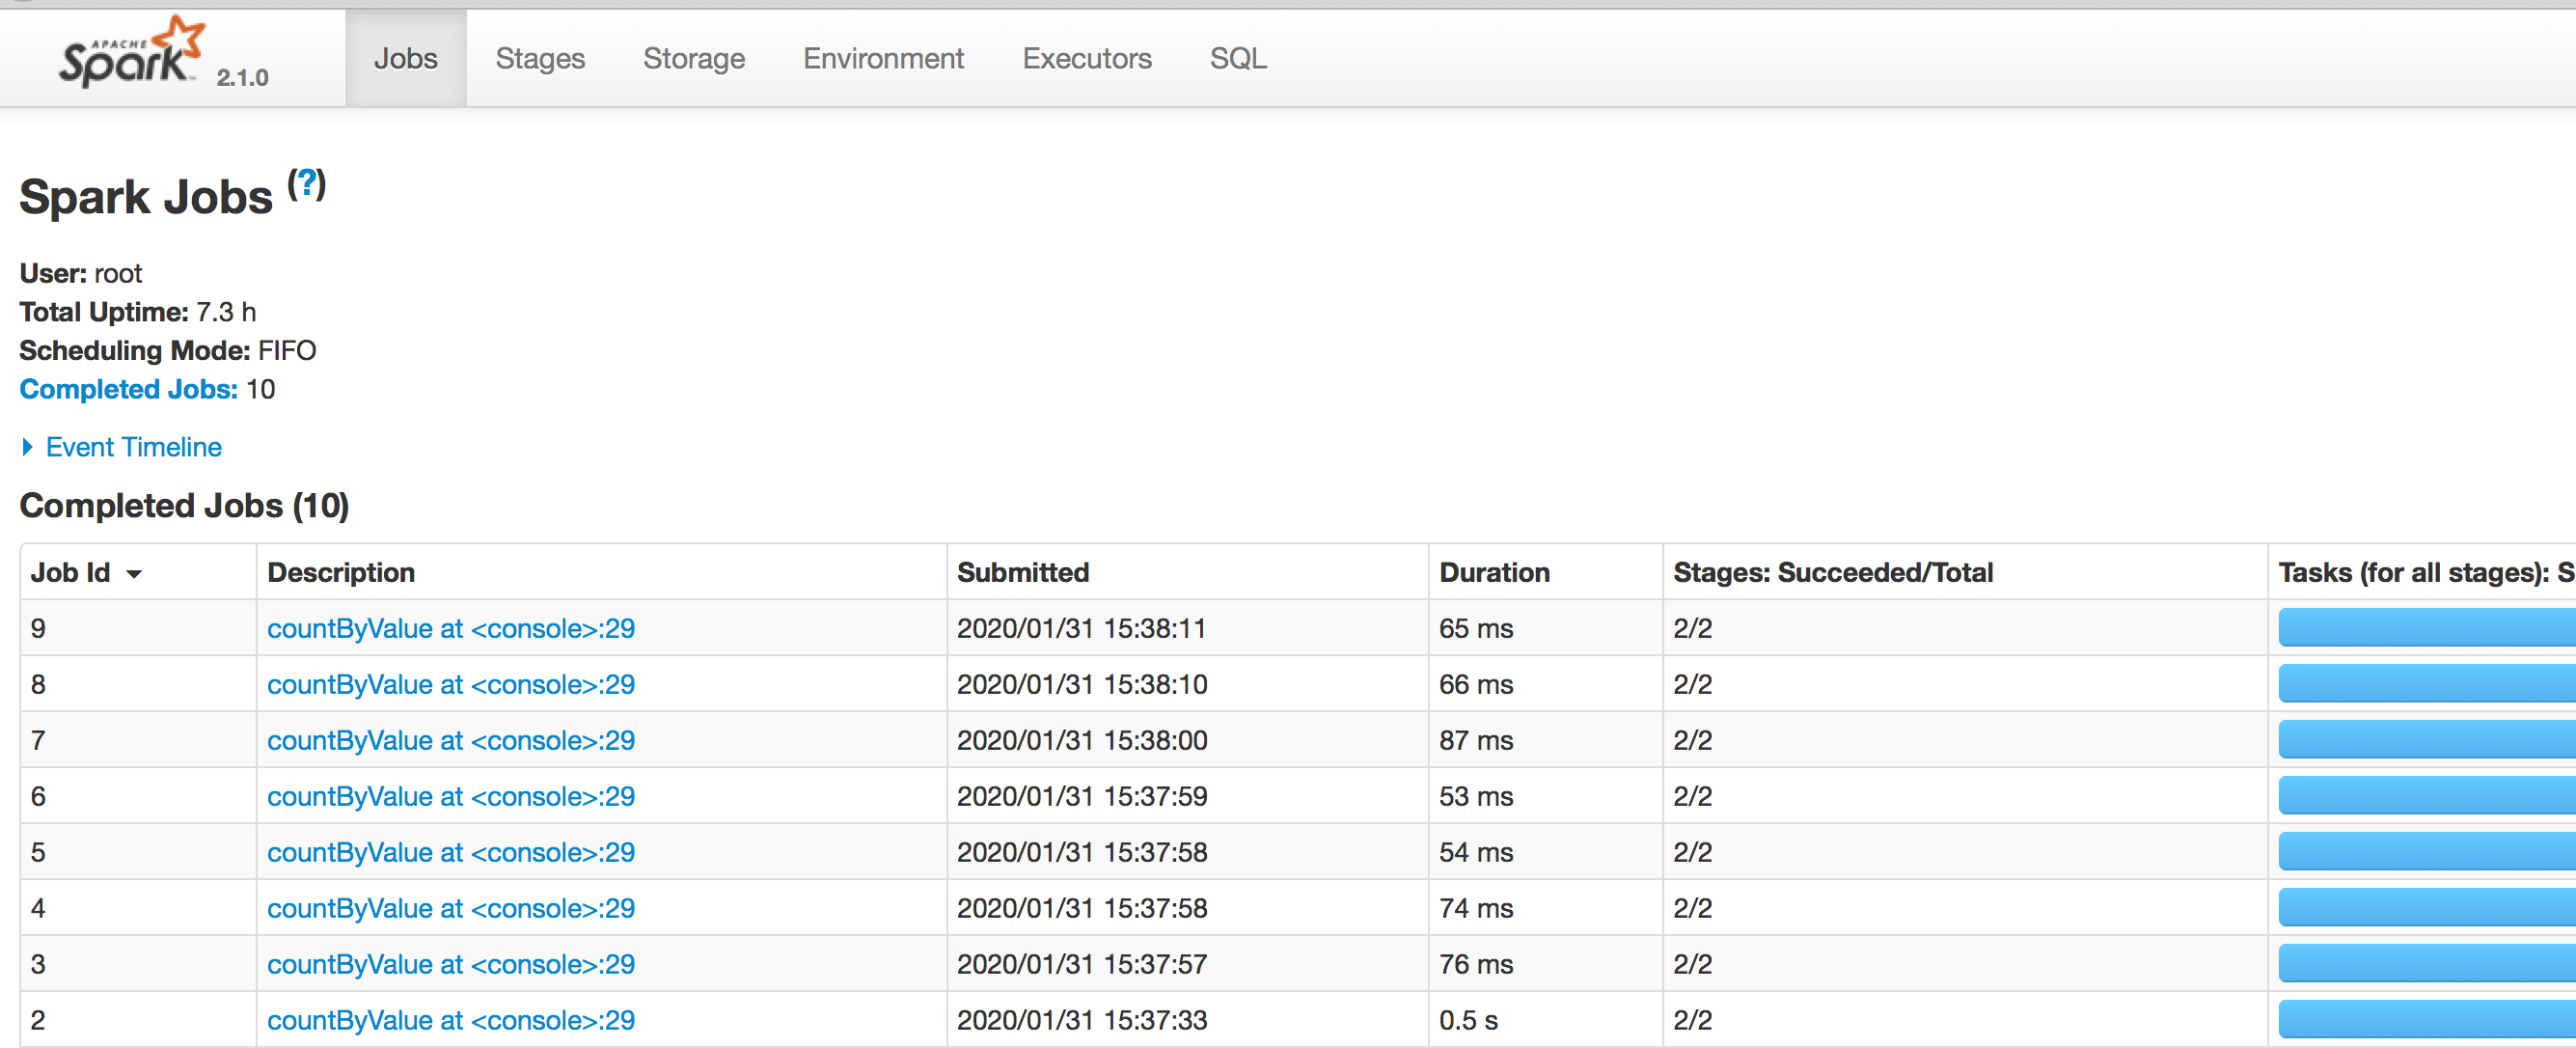 APACHE
Spark 2.1.0 Jobs Stages Storage Environment Executors SQL
Spark Jobs (?)
User: root
Total Uptime: 7.3 h
Scheduling Mode: FIFO
Completed Jobs: 10
Event Timeline
Completed Jobs (10)
Job Id Description Submitted Duration Stages: Succeeded/Total Tasks (for all stages): S
9 countByValue at <console>:29 2020/01/31 15:38:11 65 ms 2/2
8 countByValue at <console>:29 2020/01/31 15:38:10 66 ms 2/2
7 countByValue at <console>:29 2020/01/31 15:38:00 87 ms 2/2
6 countByValue at <console>:29 2020/01/31 15:37:59 53 ms 2/2
5 countByValue at <console>:29 2020/01/31 15:37:58 54 ms 2/2
4 countByValue at <console>:29 2020/01/31 15:37:58 74 ms 2/2
3 countByValue at <console>:29 2020/01/31 15:37:57 76 ms 2/2
2 countByValue at <console>:29 2020/01/31 15:37:33 0.5 s 2/2